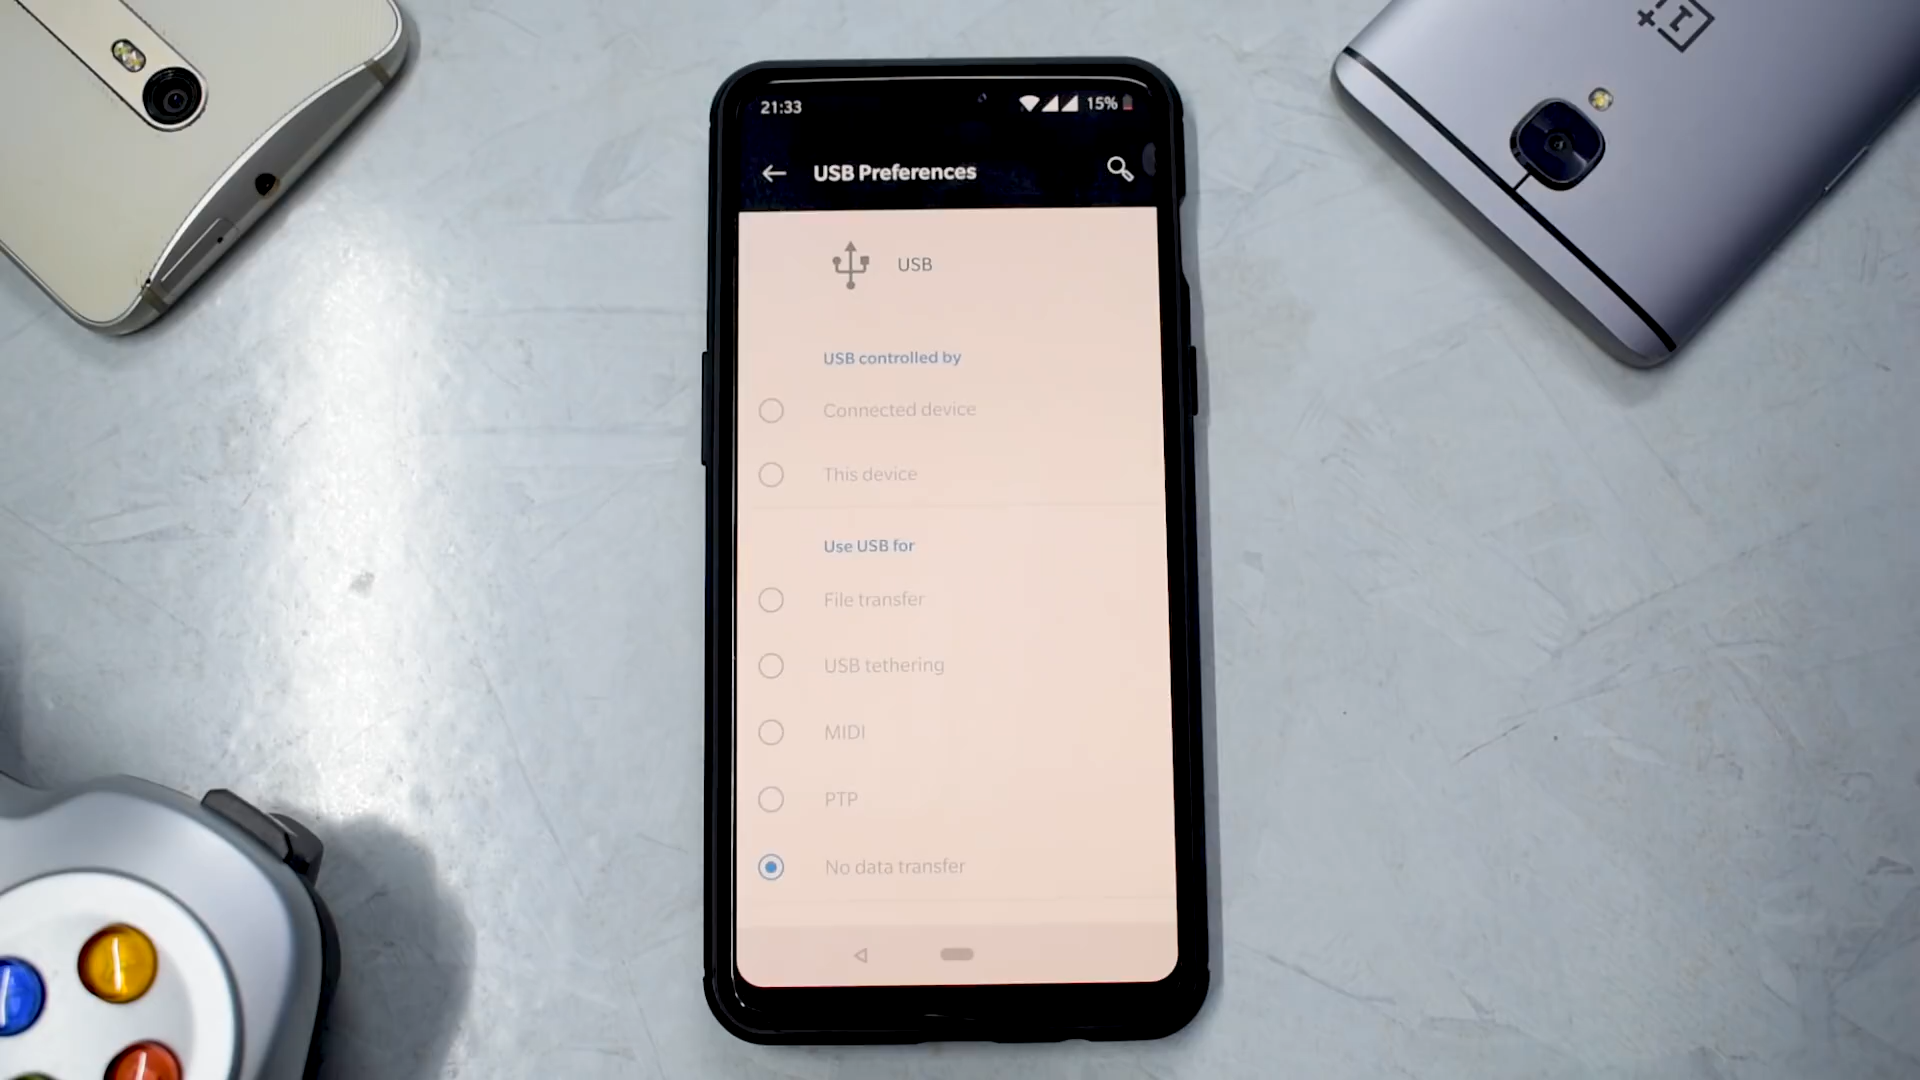 21:33
15%
USB Preferences
USB
USB controlled by
Connected device
This device
Use USB for
File transfer
USB tethering
MIDI
PTP
No data transfer